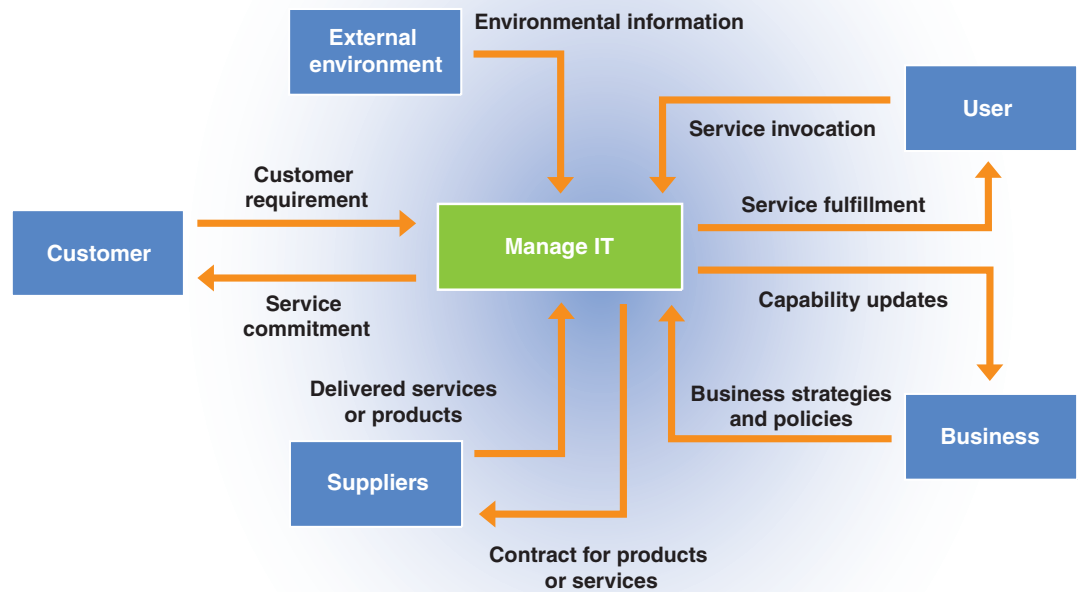 Environmental information
External
environment
User
Service invocation
Customer
requirement
Service fulfillment
Customer
Manage IT
Service
commitment
Capability updates
Delivered services
or products
Business strategies
and policies
Business
Suppliers
Contract for products
or services